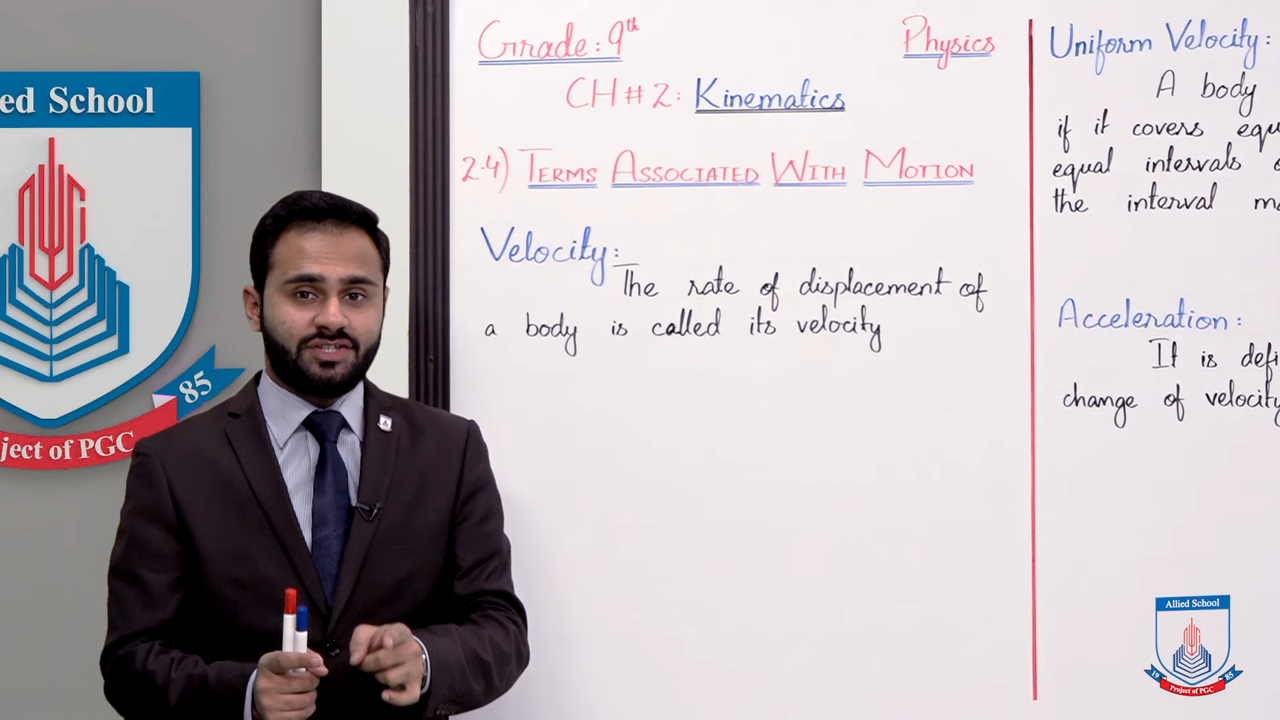 ed School
85
ject of PGC
Grade: 9th
Physics
CH # 2: Kinematics
2.4) TERMS ASSOCIATED WITH MOTION
Velocity:
The rate of displacement of
a body is called its velocity
Uniform Velocity:
A body
if it covers equ
equal intervals
the interval m
Acceleration:
It is defi
change of velocity
Allied School
19 85
Project of PGC